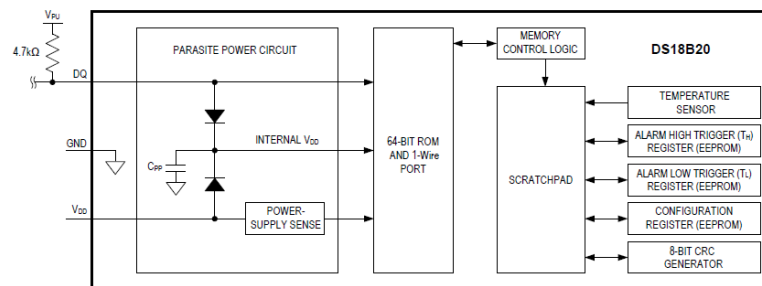 VPU
4.7kΩ
DQ
GND
VDD
PARASITE POWER CIRCUIT
INTERNAL VDD
CPP
POWER-
SUPPLY SENSE
64-BIT ROM
AND 1-Wire
PORT
MEMORY
CONTROL LOGIC
SCRATCHPAD
DS18B20
TEMPERATURE
SENSOR
ALARM HIGH TRIGGER (TH)
REGISTER (EEPROM)
ALARM LOW TRIGGER (TL)
REGISTER (EEPROM)
CONFIGURATION
REGISTER (EEPROM)
8-BIT CRC
GENERATOR